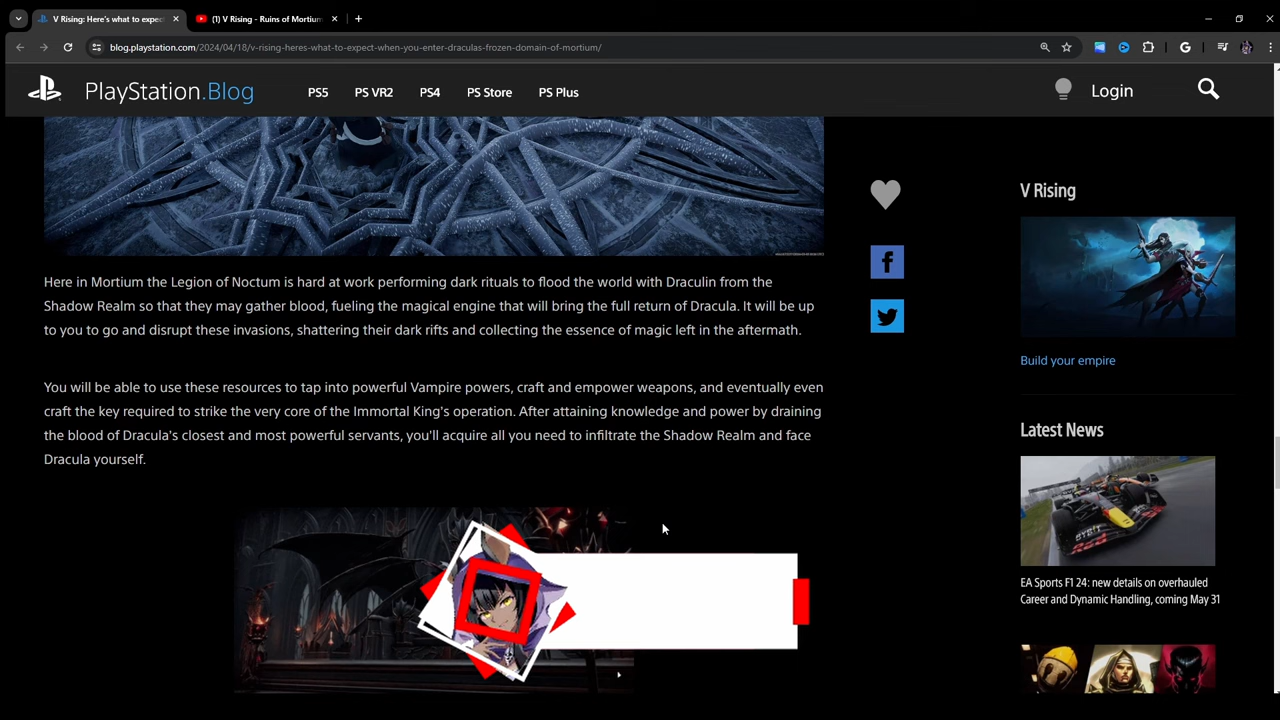 V Rising: Here's what to expec
(1) V Rising - Ruins of Mortium
blog.playstation.com/2024/04/18/v-rising-heres-what-to-expect-when-you-enter-draculas-frozen-domain-of-mortium/
PlayStation.Blog
PS5
PS VR2
PS4
PS Store
PS Plus
Login
Here in Mortium the Legion of Noctum is hard at work performing dark rituals to flood the world with Draculin from the
Shadow Realm so that they may gather blood, fueling the magical engine that will bring the full return of Dracula. It will be up
to you to go and disrupt these invasions, shattering their dark rifts and collecting the essence of magic left in the aftermath.
You will be able to use these resources to tap into powerful Vampire powers, craft and empower weapons, and eventually even
craft the key required to strike the very core of the Immortal King's operation. After attaining knowledge and power by draining
the blood of Dracula's closest and most powerful servants, you'll acquire all you need to infiltrate the Shadow Realm and face
Dracula yourself.
V Rising
Build your empire
Latest News
EA Sports F1 24: new details on overhauled
Career and Dynamic Handling, coming May 31